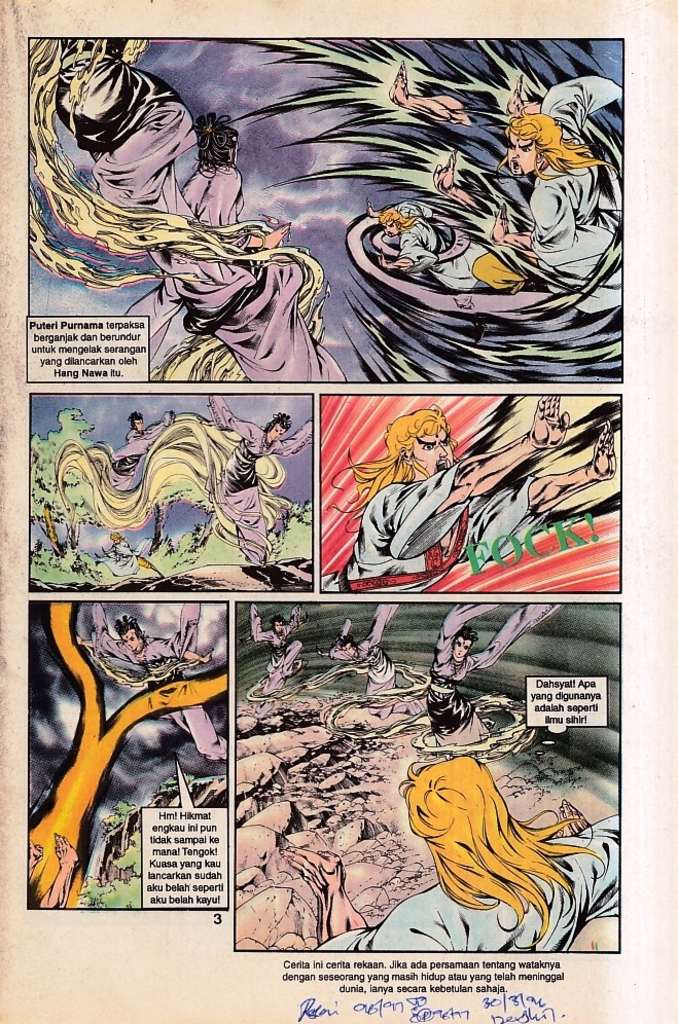 Puteri Purnama terpaksa
berganjak dan berundur
untuk mengelak serangan
yang dilancarkan oleh
Hang Nawa itu.
FOCK!
Hm! Hikmat
engkau ini pun
tidak sampai ke
mana! Tengok!
Kuasa yang kau
lancarkan sudah
aku belah seperti
aku belah kayu!
Dahsyat! Apa
yang digunanya
adalah seperti
ilmu sihir!
3
Cerita ini cerita rekaan. Jika ada persamaan tentang wataknya
dengan seseorang yang masih hidup atau yang telah meninggal
dunia, ianya secara kebetulan sahaja.